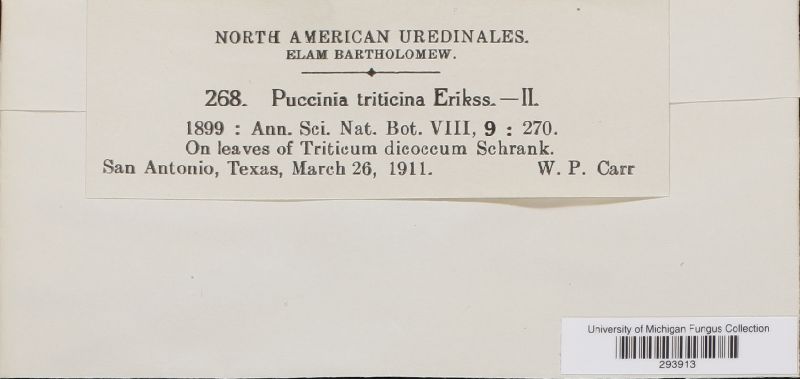 NORTH AMERICAN UREDINALES.
ELAM BARTHOLOMEW.
268. Puccinia triticina Erikss.—II.
1899 : Ann. Sci. Nat. Bot. VIII, 9 : 270.
On leaves of Triticum dicoccum Schrank.
San Antonio, Texas, March 26, 1911. W. P. Carr
University of Michigan Fungus Collection
293913